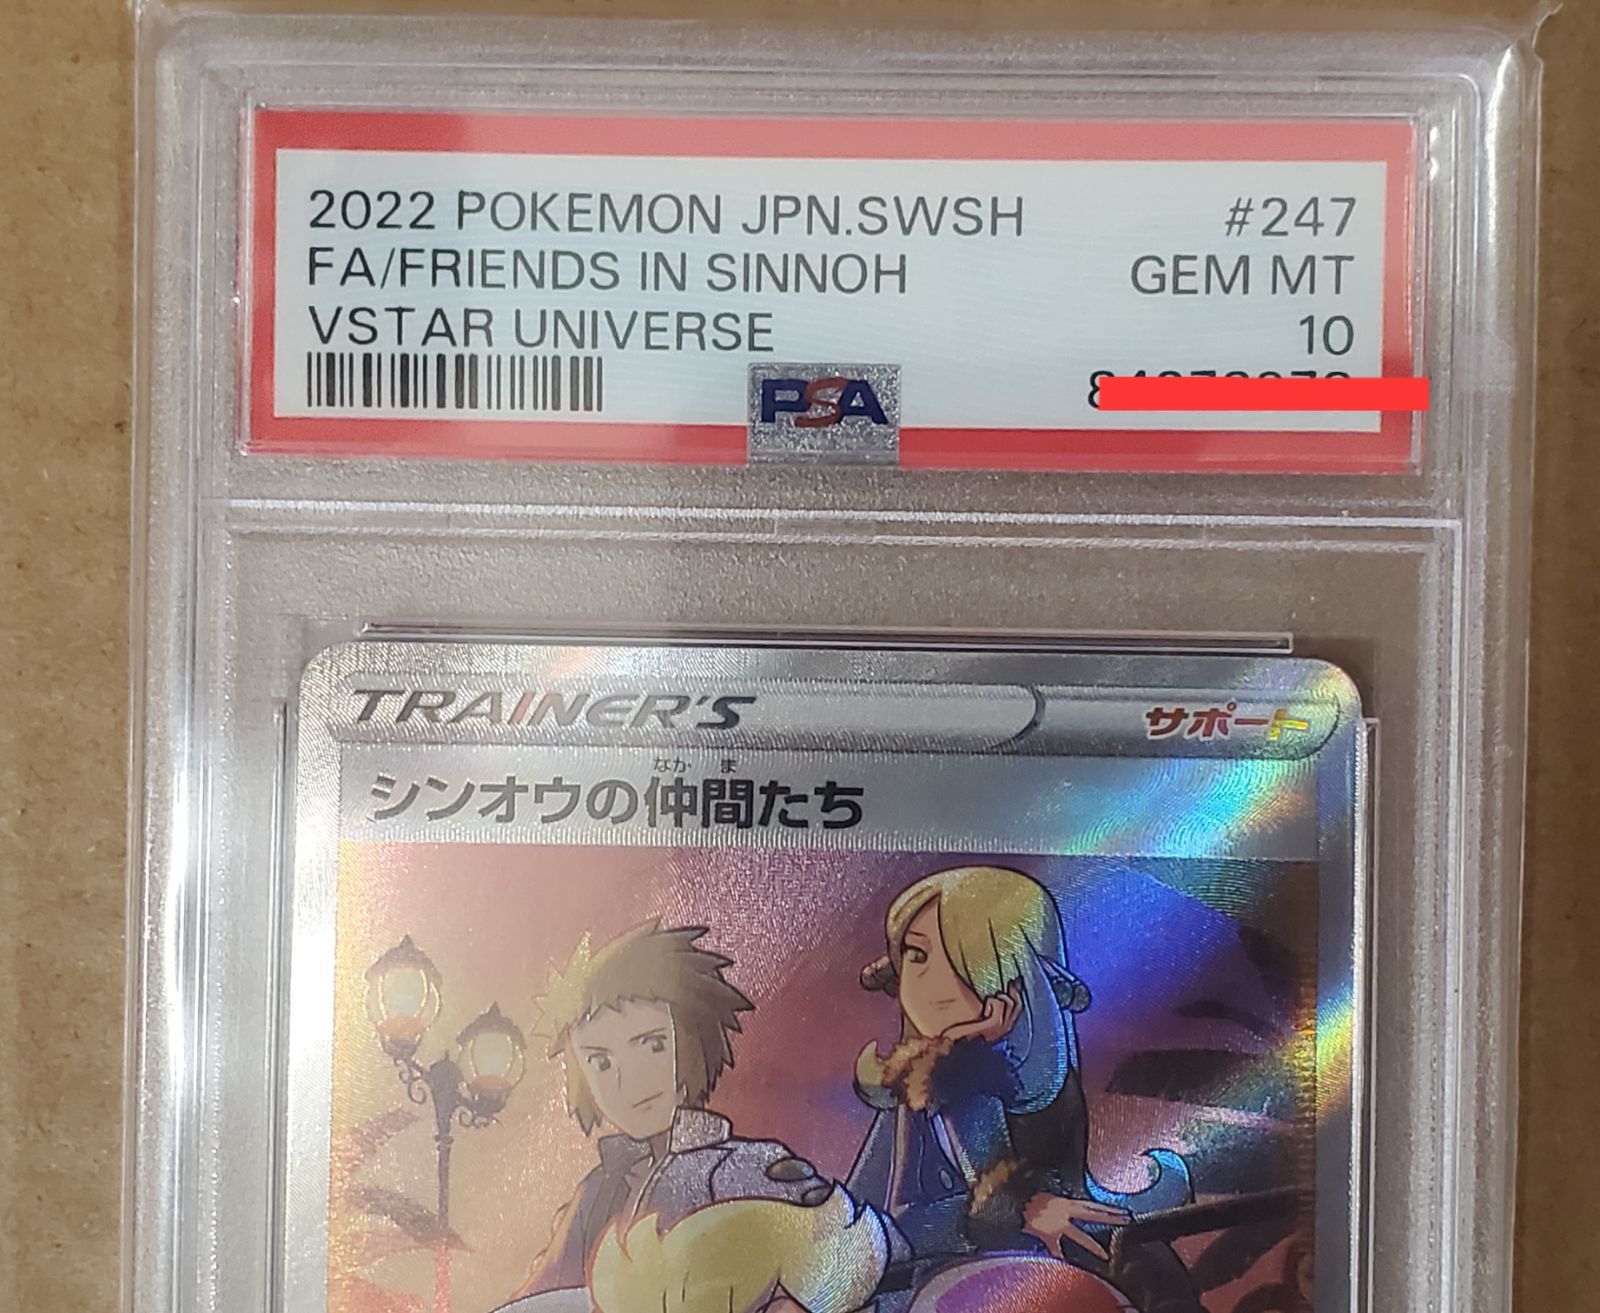 2022 POKEMON JPN.SWSH #247
FA/FRIENDS IN SINNOH GEM MT
VSTAR UNIVERSE 10
PSA
TRAINER'S サポート
なかま
シンオウの仲間たち